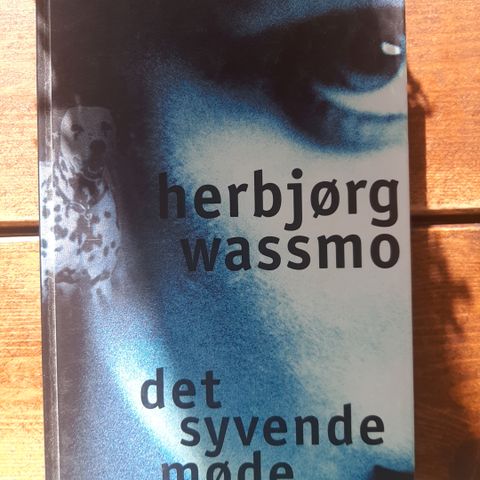 herbjørg
wassmo
det
syvende
møde